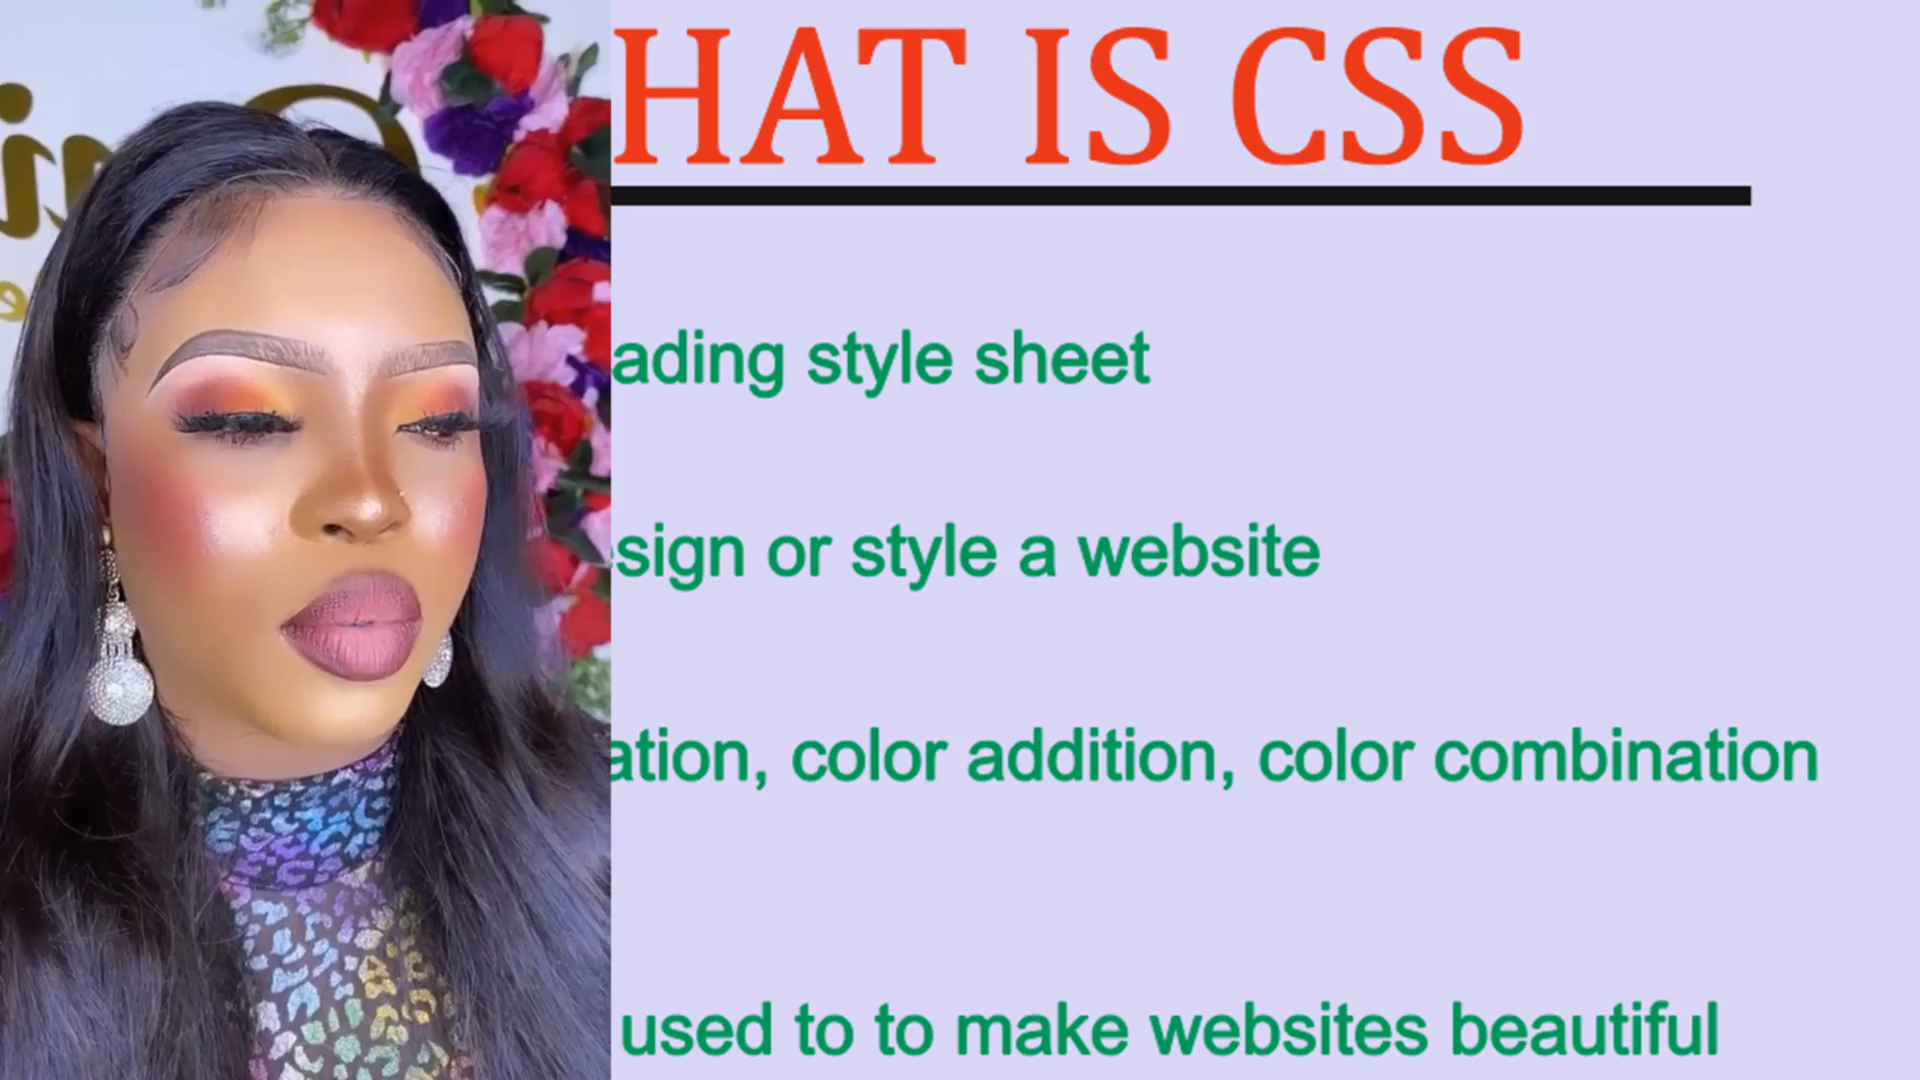 HAT IS CSS
ading style sheet
sign or style a website
ation, color addition, color combination
used to to make websites beautiful